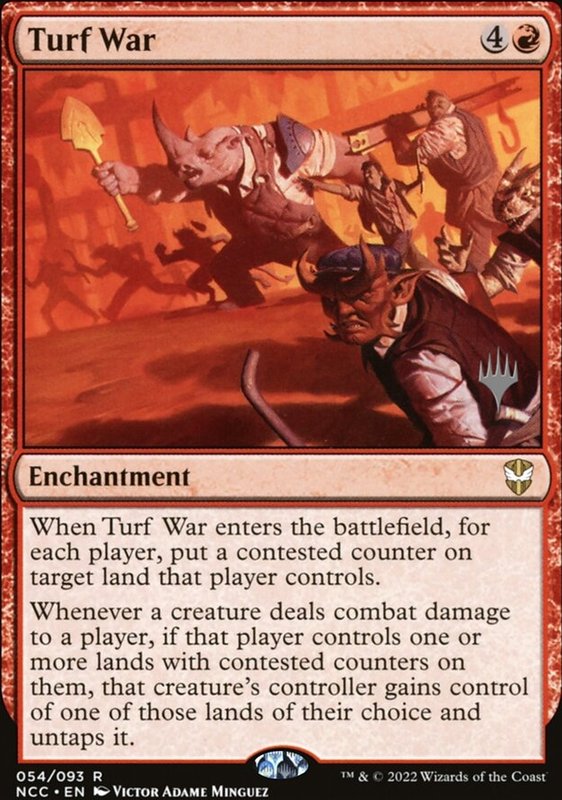 Turf War 4
Enchantment
When Turf War enters the battlefield, for
each player, put a contested counter on
target land that player controls.
Whenever a creature deals combat damage
to a player, if that player controls one or
more lands with contested counters on
them, that creature's controller gains control
of one of those lands of their choice and
untaps it.
054/093 R
NCC • EN Victor Adame Minguez
™ & © 2022 Wizards of the Coast